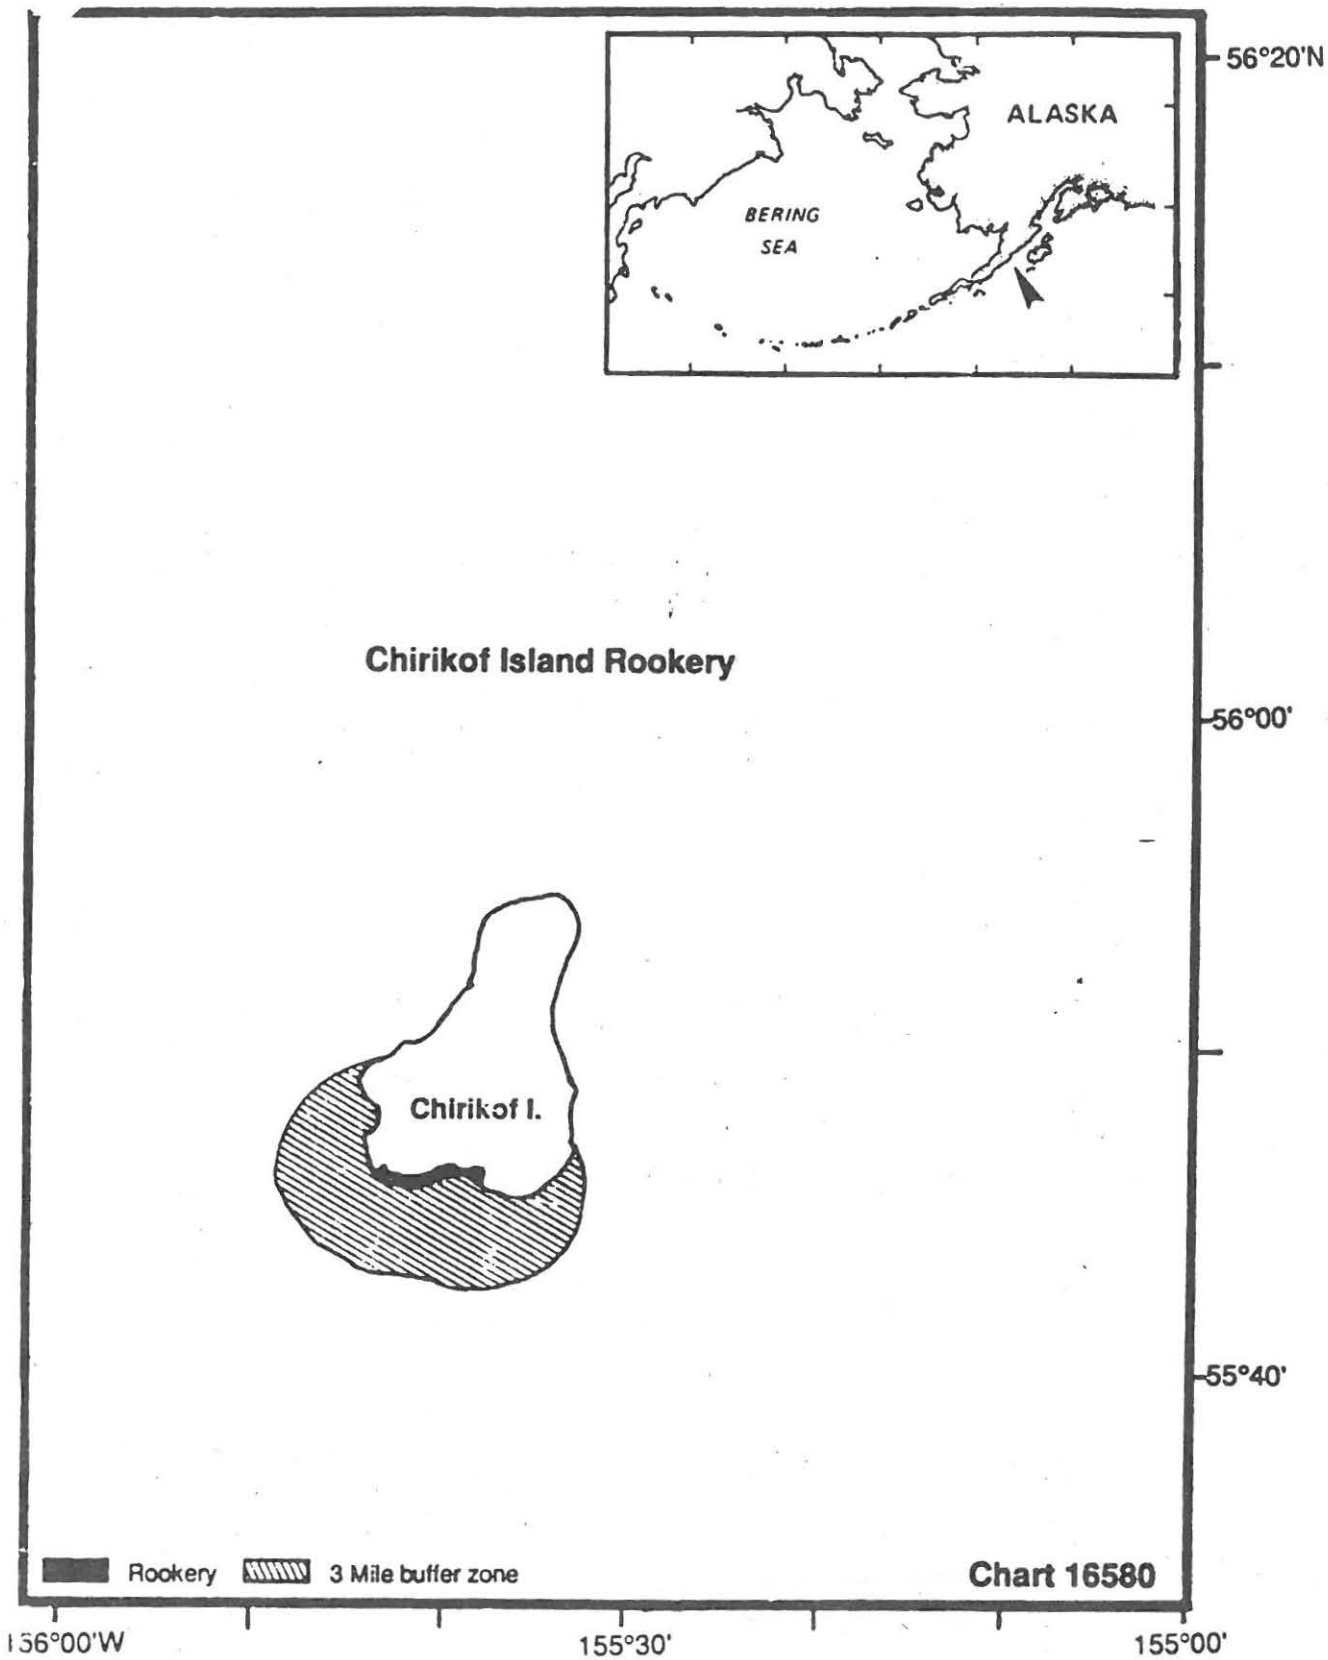 56°20'N
ALASKA
BERING
SEA
Chirikof Island Rookery
56°00'
Chirikof I.
55°40'
Rookery
3 Mile buffer zone
Chart 16580
156°00'W
155°30'
155°00'